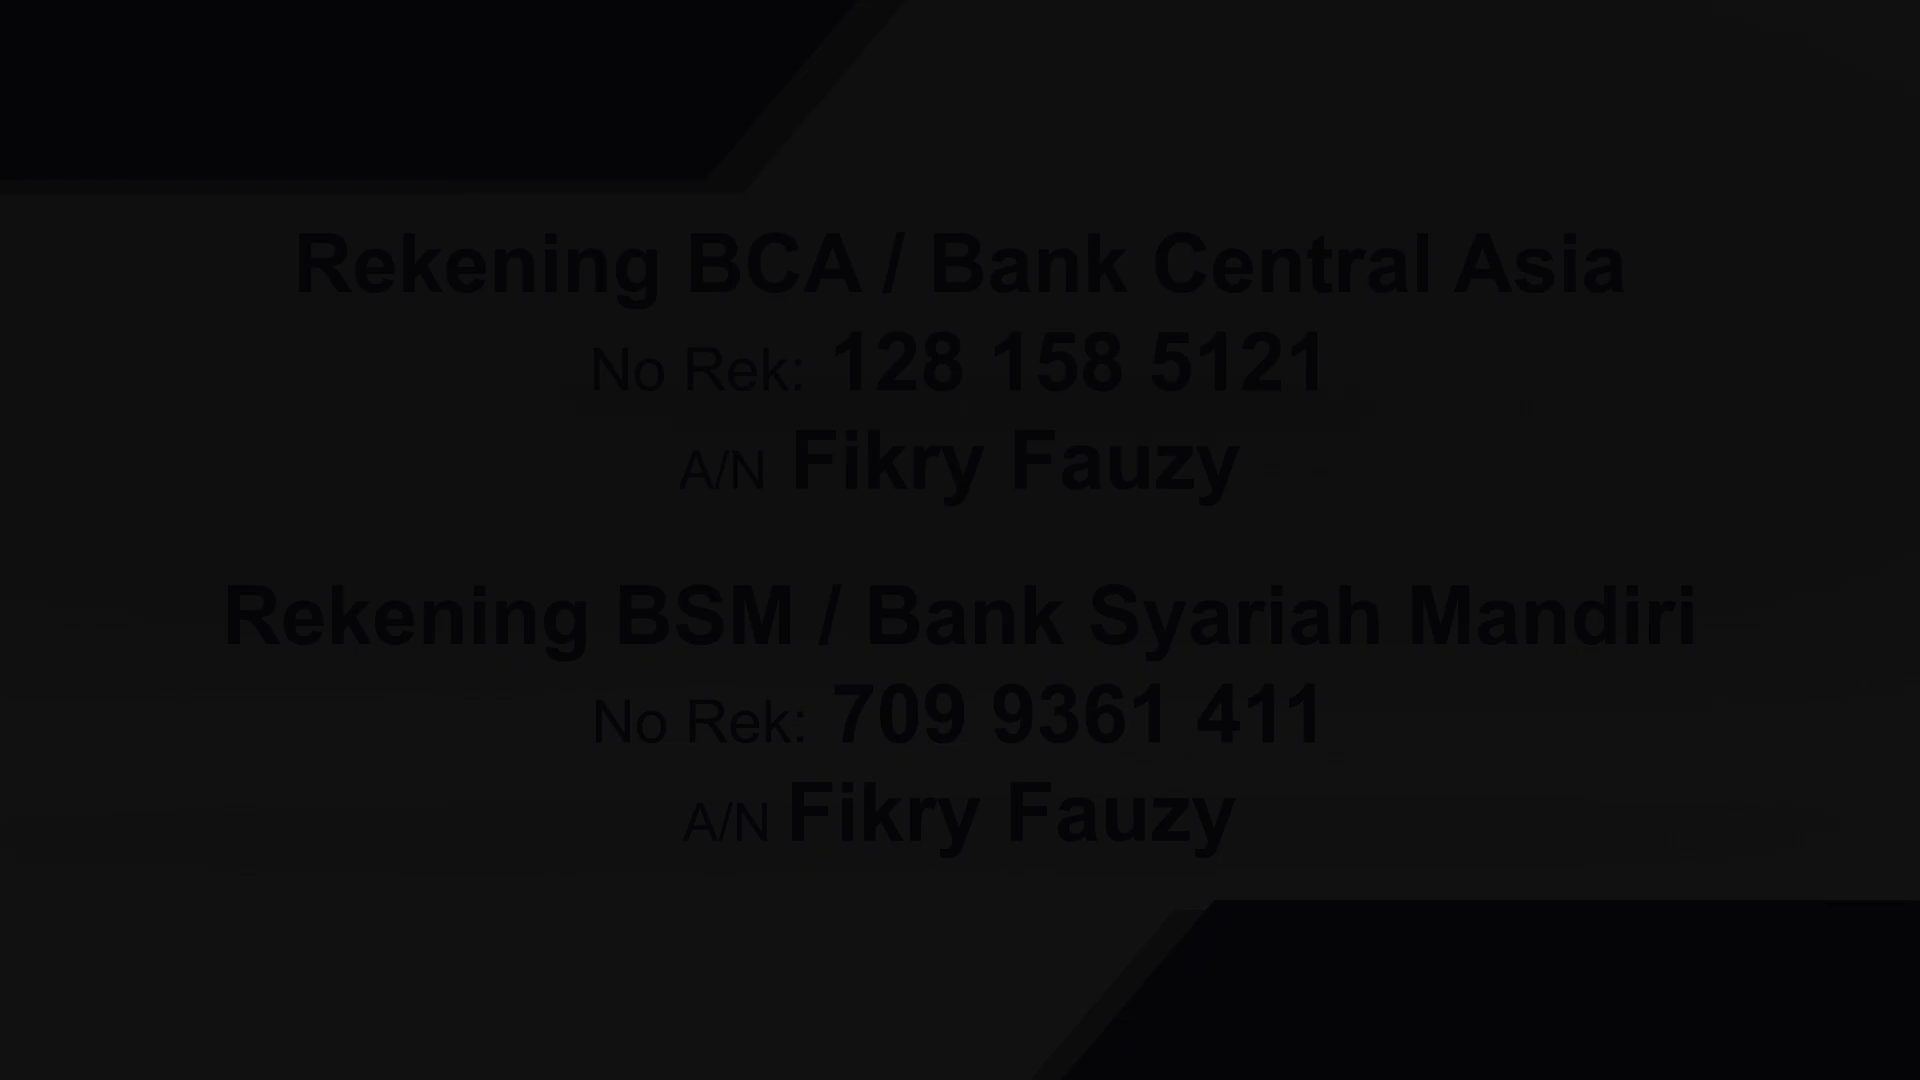 Rekening BCA / Bank Central Asia
No Rek: 128 158 5121
A/N Fikry Fauzy
Rekening BSM / Bank Syariah Mandiri
No Rek: 709 9361 411
A/N Fikry Fauzy